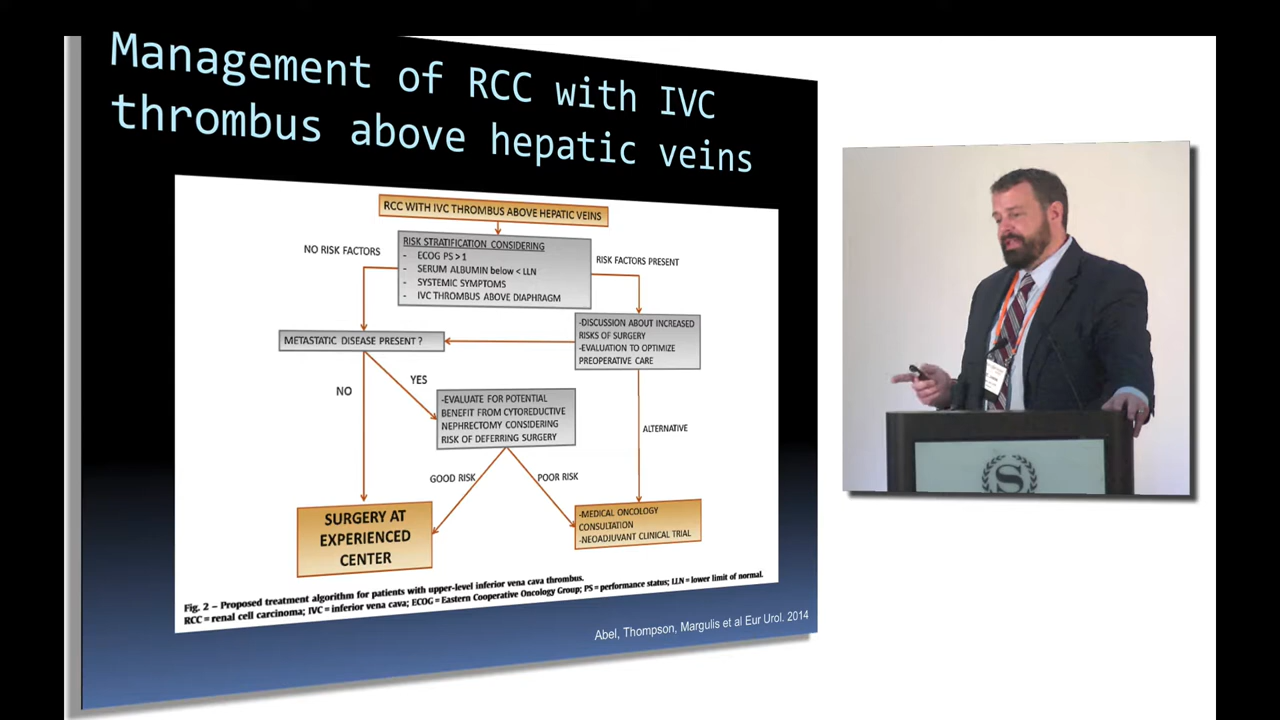 Management of RCC with IVC
thrombus above hepatic veins
RCC WITH IVC THROMBUS ABOVE HEPATIC VEINS
NO RISK FACTORS
RISK STRATIFICATION CONSIDERING
- ECOG PS > 1
- SERUM ALBUMIN below < LLN
- SYSTEMIC SYMPTOMS
- IVC THROMBUS ABOVE DIAPHRAGM
RISK FACTORS PRESENT
METASTATIC DISEASE PRESENT ?
-DISCUSSION ABOUT INCREASED
RISKS OF SURGERY
-EVALUATION TO OPTIMIZE
PREOPERATIVE CARE
NO
YES
-EVALUATE FOR POTENTIAL
BENEFIT FROM CYTOREDUCTIVE
NEPHRECTOMY CONSIDERING
RISK OF DEFERRING SURGERY
ALTERNATIVE
GOOD RISK
POOR RISK
SURGERY AT
EXPERIENCED
CENTER
-MEDICAL ONCOLOGY
CONSULTATION
-NEOADJUVANT CLINICAL TRIAL
Fig. 2 – Proposed treatment algorithm for patients with upper-level inferior vena cava thrombus.
RCC = renal cell carcinoma; IVC = inferior vena cava; ECOG = Eastern Cooperative Oncology Group; PS = performance status; LLN = lower limit of normal.
Abel, Thompson, Margulis et al Eur Urol. 2014
S